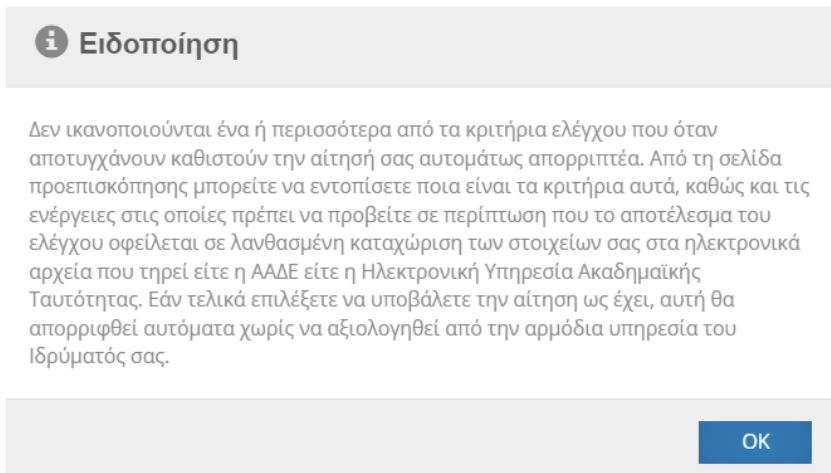 Ειδοποίηση
Δεν ικανοποιούνται ένα ή περισσότερα από τα κριτήρια ελέγχου που όταν
αποτυγχάνουν καθιστούν την αίτησή σας αυτομάτως απορριπτέα. Από τη σελίδα
προεπισκόπησης μπορείτε να εντοπίσετε ποια είναι τα κριτήρια αυτά, καθώς και τις
ενέργειες στις οποίες πρέπει να προβείτε σε περίπτωση που το αποτέλεσμα του
ελέγχου οφείλεται σε λανθασμένη καταχώριση των στοιχείων σας στα ηλεκτρονικά
αρχεία που τηρεί είτε η ΑΑΔΕ είτε η Ηλεκτρονική Υπηρεσία Ακαδημαϊκής
Ταυτότητας. Εάν τελικά επιλέξετε να υποβάλετε την αίτηση ως έχει, αυτή θα
απορριφθεί αυτόματα χωρίς να αξιολογηθεί από την αρμόδια υπηρεσία του
Ιδρύματός σας.
OK